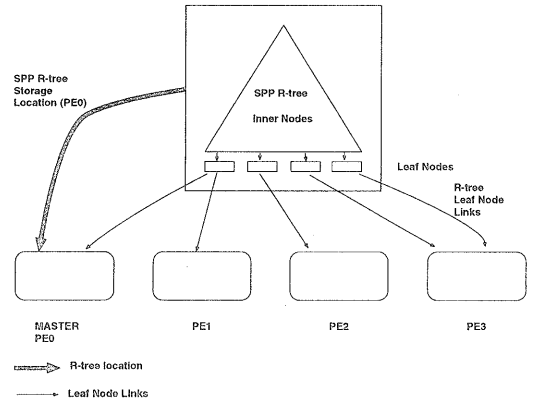 SPP R-tree
Storage
Location (PE0)
SPP R-tree
Inner Nodes
Leaf Nodes
R-tree
Leaf Node
Links
MASTER
PE0
PE1
PE2
PE3
R-tree location
Leaf Node Links